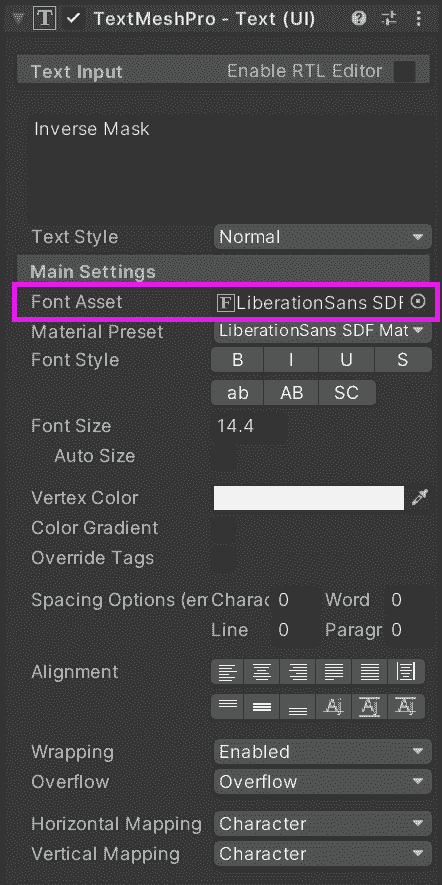 TextMeshPro - Text (UI)
Text Input Enable RTL Editor
Inverse Mask
Text Style Normal
Main Settings
Font Asset F LiberationSans SDF
Material Preset LiberationSans SDF Mat
Font Style B I U S
ab AB SC
Font Size 14.4
Auto Size
Vertex Color
Color Gradient
Override Tags
Spacing Options (em Charac 0 Word 0
Line 0 Paragr 0
Alignment
Wrapping Enabled
Overflow Overflow
Horizontal Mapping Character
Vertical Mapping Character